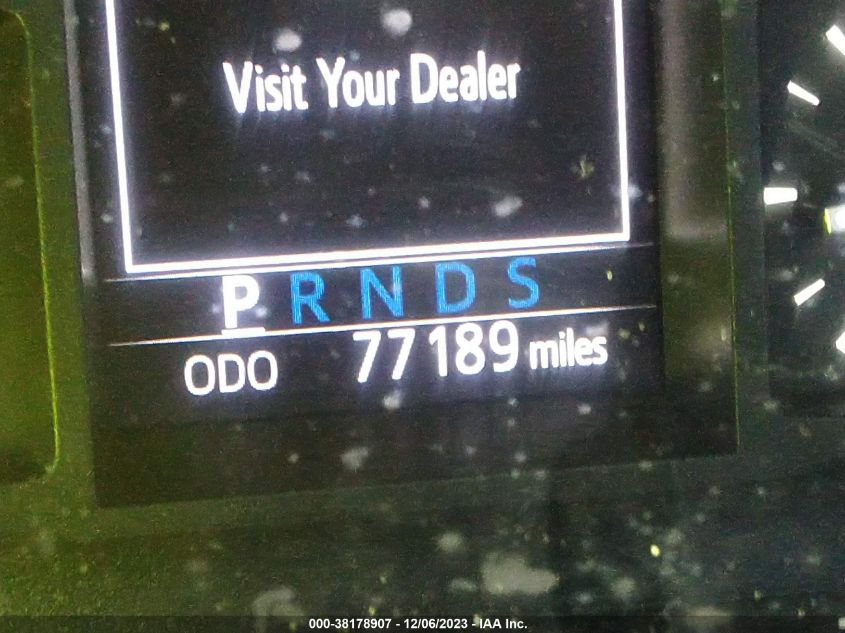 Visit Your Dealer
P R N D S
ODO 77189 miles
000-38178907 - 12/06/2023 - IAA Inc.